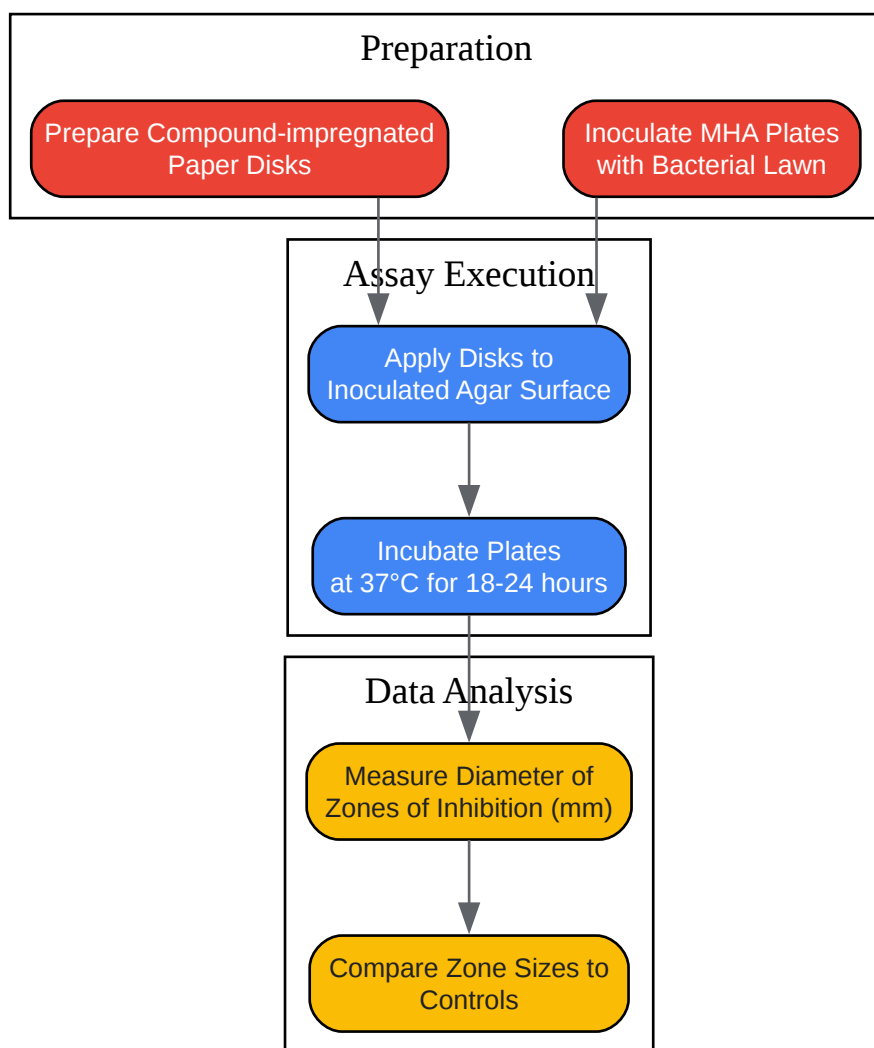 Preparation
Prepare Compound-impregnated
Paper Disks
Inoculate MHA Plates
with Bacterial Lawn
Assay Execution
Apply Disks to
Inoculated Agar Surface
Incubate Plates
at 37°C for 18-24 hours
Data Analysis
Measure Diameter of
Zones of Inhibition (mm)
Compare Zone Sizes to
Controls